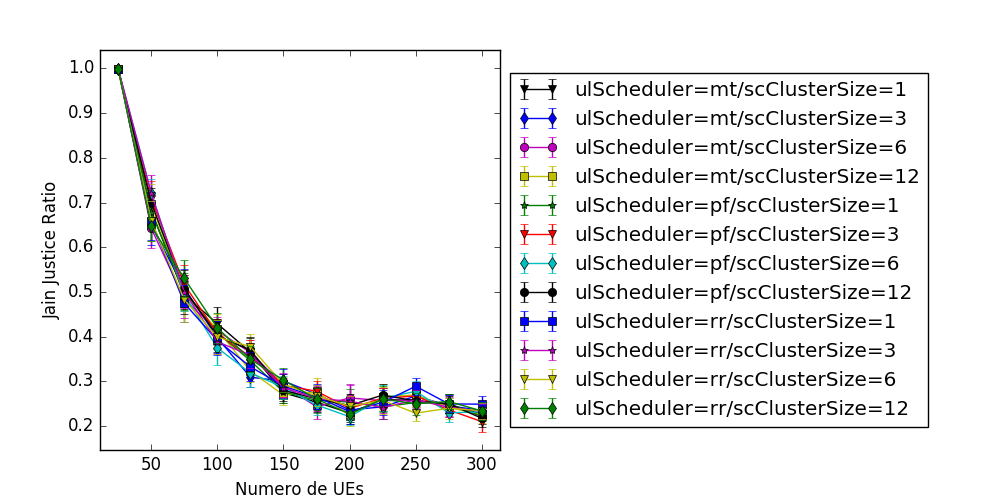 1.0
0.9
0.8
0.7
0.6
0.5
0.4
0.3
0.2
Jain Justice Ratio
50
100
150
200
250
300
Numero de UEs
ulScheduler=mt/scClusterSize=1
ulScheduler=mt/scClusterSize=3
ulScheduler=mt/scClusterSize=6
ulScheduler=mt/scClusterSize=12
ulScheduler=pf/scClusterSize=1
ulScheduler=pf/scClusterSize=3
ulScheduler=pf/scClusterSize=6
ulScheduler=pf/scClusterSize=12
ulScheduler=rr/scClusterSize=1
ulScheduler=rr/scClusterSize=3
ulScheduler=rr/scClusterSize=6
ulScheduler=rr/scClusterSize=12